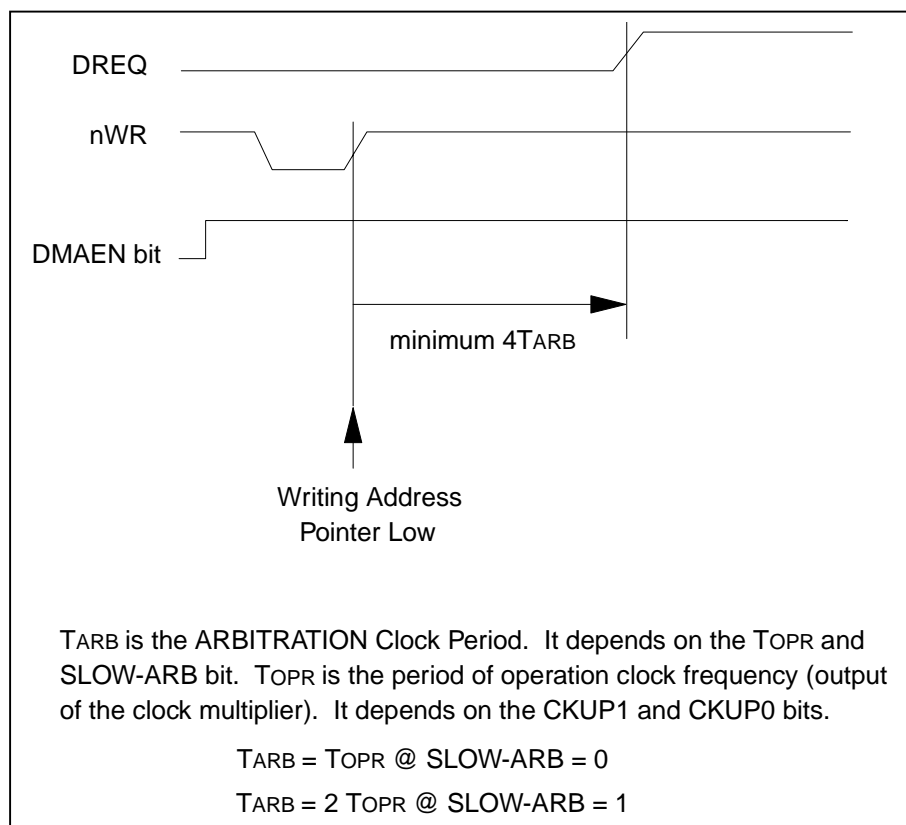 DREQ
nWR
DMAEN bit
minimum 4TARB
Writing Address
Pointer Low
TARB is the ARBITRATION Clock Period.  It depends on the TOPR and
SLOW-ARB bit.  TOPR is the period of operation clock frequency (output
of the clock multiplier).  It depends on the CKUP1 and CKUP0 bits.
TARB = TOPR @ SLOW-ARB = 0
TARB = 2 TOPR @ SLOW-ARB = 1